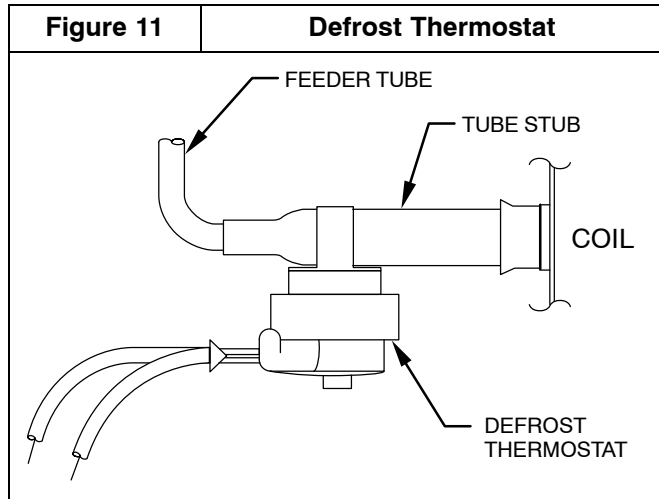 Figure 11
Defrost Thermostat
FEEDER TUBE
TUBE STUB
COIL
DEFROST
THERMOSTAT